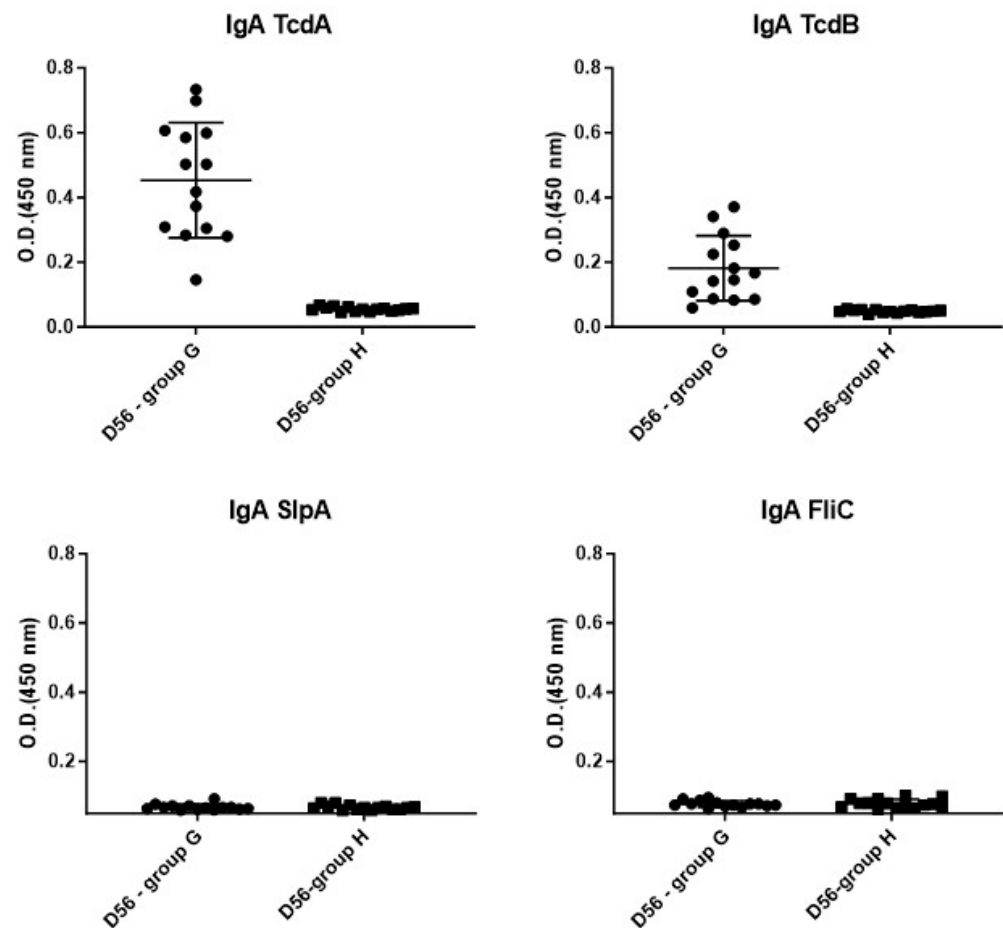 IgA TcdA
O.D.(450 nm)
0.8
0.6
0.4
0.2
0.0
D56 - group G
D56-group H
IgA TcdB
O.D.(450 nm)
0.8
0.6
0.4
0.2
0.0
D56 - group G
D56-group H
IgA SlpA
O.D.(450 nm)
0.8
0.6
0.4
0.2
D56 - group G
D56-group H
IgA FliC
O.D.(450 nm)
0.8
0.6
0.4
0.2
D56 - group G
D56-group H